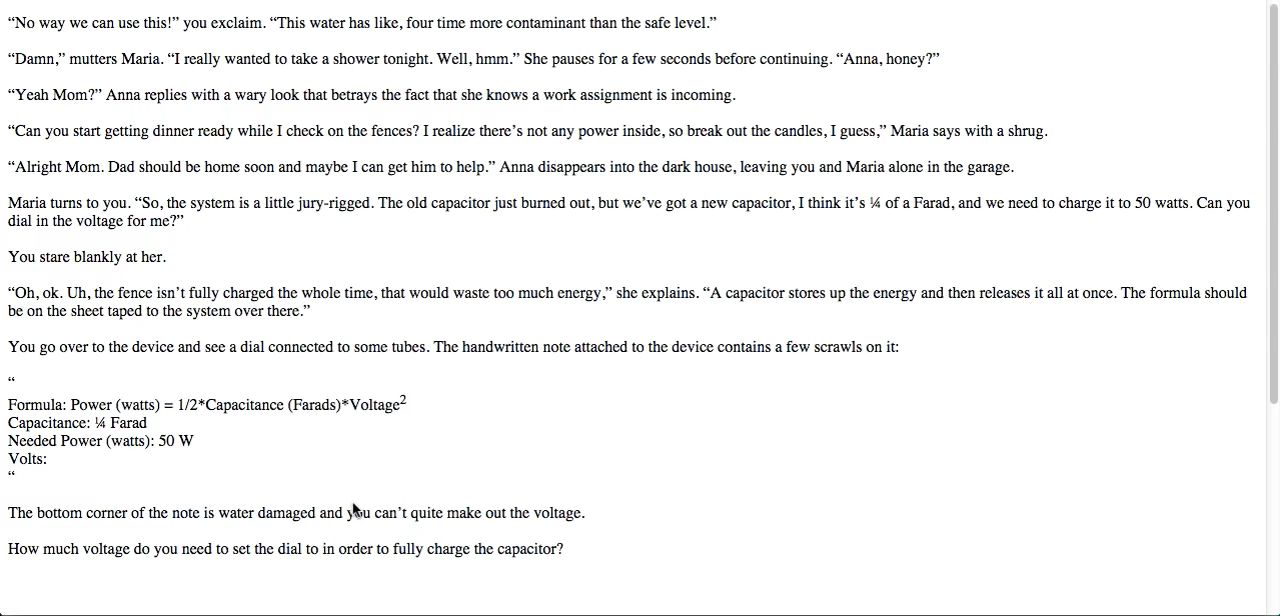 “No way we can use this!” you exclaim. “This water has like, four time more contaminant than the safe level.”
“Damn,” mutters Maria. “I really wanted to take a shower tonight. Well, hmm.” She pauses for a few seconds before continuing. “Anna, honey?”
“Yeah Mom?” Anna replies with a wary look that betrays the fact that she knows a work assignment is incoming.
“Can you start getting dinner ready while I check on the fences? I realize there’s not any power inside, so break out the candles, I guess,” Maria says with a shrug.
“Alright Mom. Dad should be home soon and maybe I can get him to help.” Anna disappears into the dark house, leaving you and Maria alone in the garage.
Maria turns to you. “So, the system is a little jury-rigged. The old capacitor just burned out, but we’ve got a new capacitor, I think it’s ¼ of a Farad, and we need to charge it to 50 watts. Can you
dial in the voltage for me?”
You stare blankly at her.
“Oh, ok. Uh, the fence isn’t fully charged the whole time, that would waste too much energy,” she explains. “A capacitor stores up the energy and then releases it all at once. The formula should
be on the sheet taped to the system over there.”
You go over to the device and see a dial connected to some tubes. The handwritten note attached to the device contains a few scrawls on it:
“
Formula: Power (watts) = 1/2*Capacitance (Farads)*Voltage²
Capacitance: ¼ Farad
Needed Power (watts): 50 W
Volts:
“
The bottom corner of the note is water damaged and you can’t quite make out the voltage.
How much voltage do you need to set the dial to in order to fully charge the capacitor?